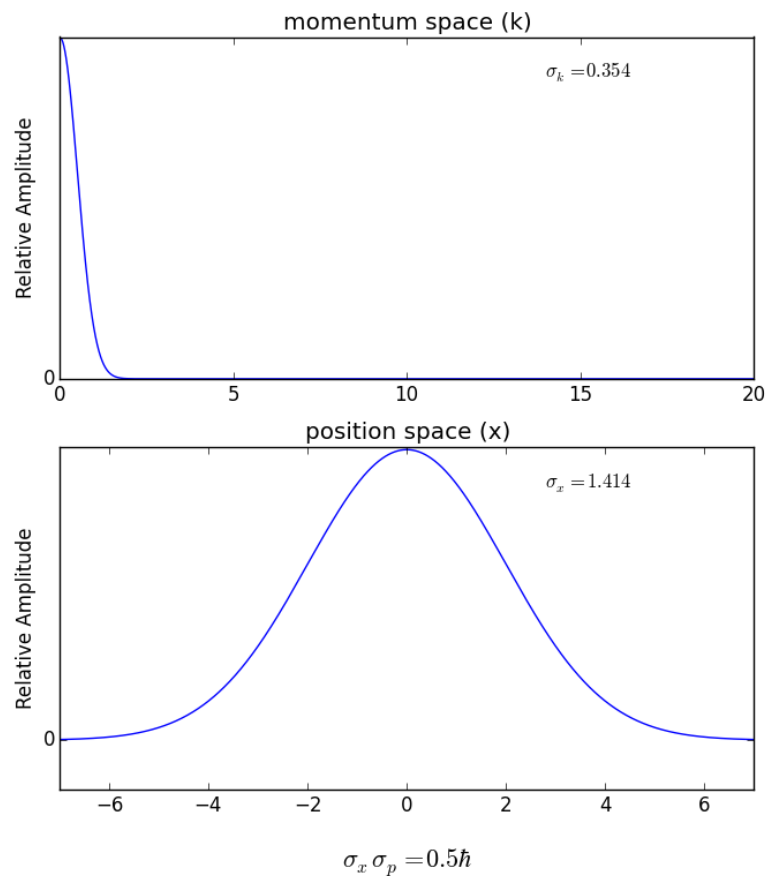 momentum space (k)
σ_k = 0.354
Relative Amplitude
0
0 5 10 15 20
position space (x)
σ_x = 1.414
Relative Amplitude
0
−6 −4 −2 0 2 4 6
σ_x σ_p = 0.5ℏ